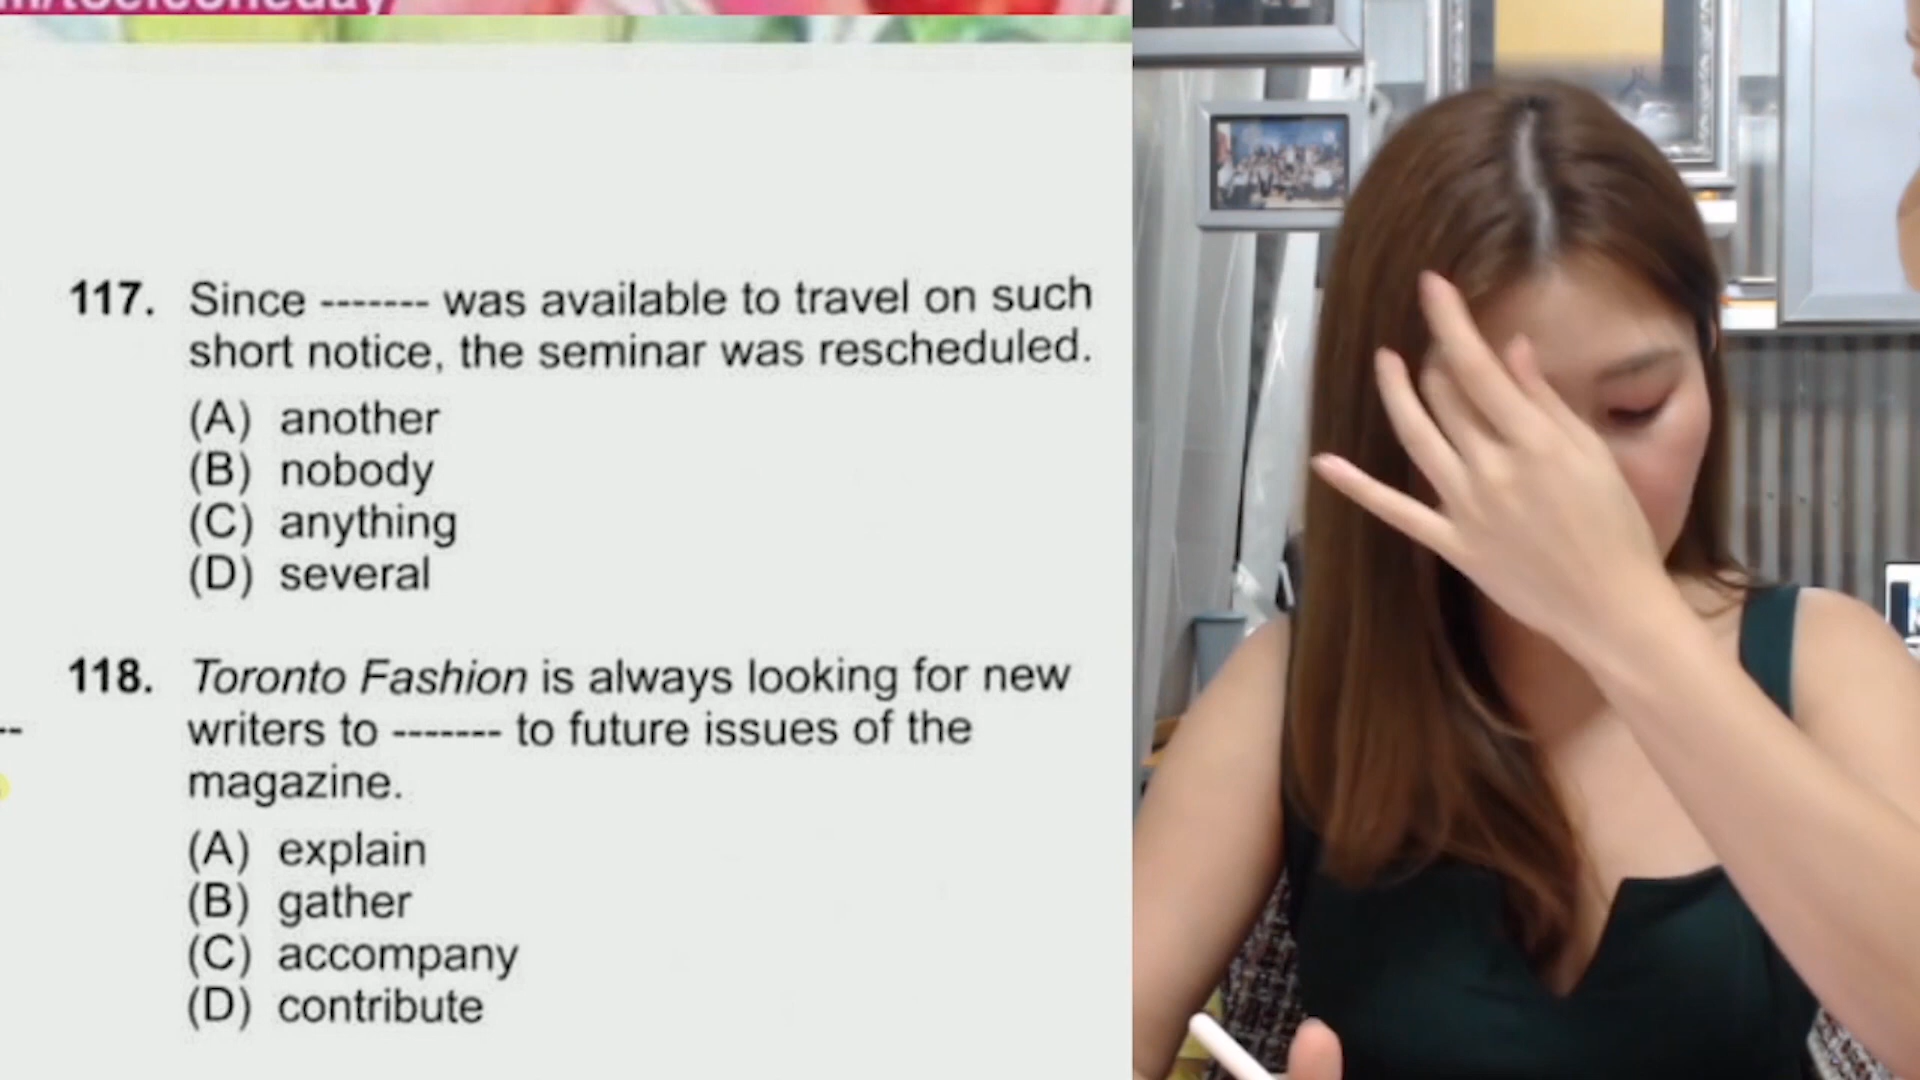 117. Since ------- was available to travel on such
short notice, the seminar was rescheduled.
(A) another
(B) nobody
(C) anything
(D) several
118. Toronto Fashion is always looking for new
writers to ------- to future issues of the
magazine.
(A) explain
(B) gather
(C) accompany
(D) contribute